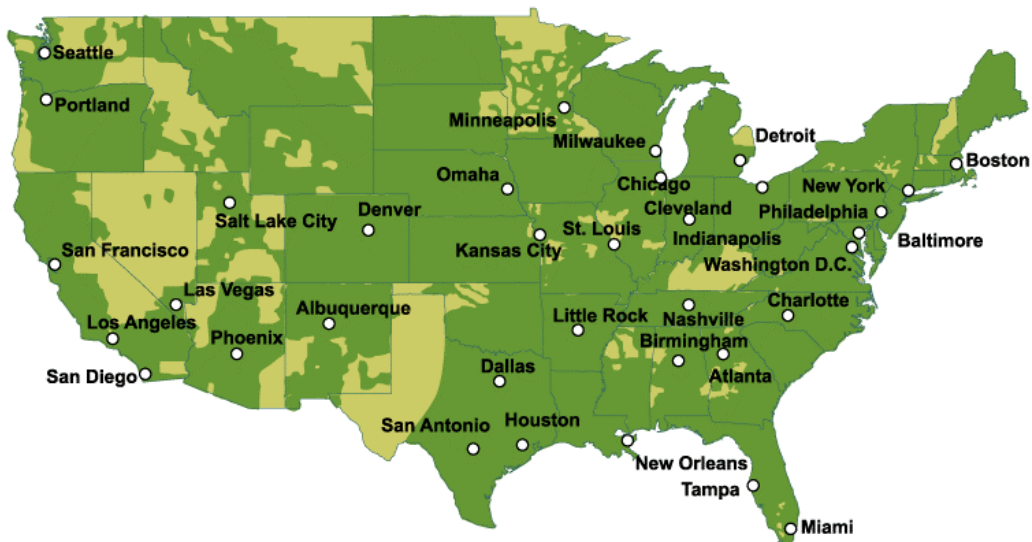 Seattle
Portland
Minneapolis
Milwaukee
Detroit
Boston
Omaha
Chicago
New York
Salt Lake City
Denver
Cleveland
Philadelphia
San Francisco
Kansas City
St. Louis
Indianapolis
Baltimore
Washington D.C.
Las Vegas
Albuquerque
Charlotte
Los Angeles
Phoenix
Little Rock
Nashville
Birmingham
San Diego
Dallas
Atlanta
San Antonio
Houston
New Orleans
Tampa
Miami